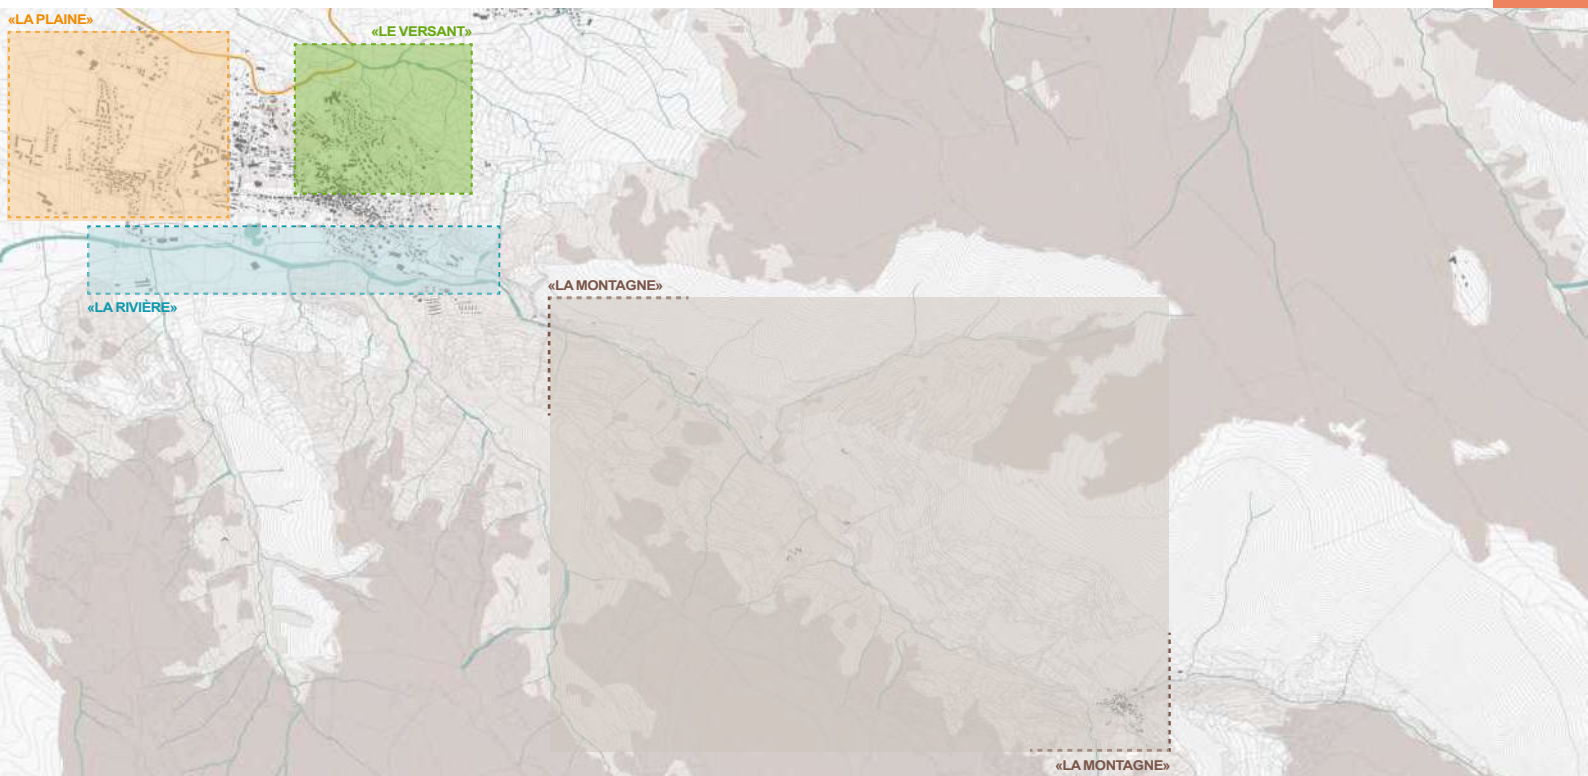 «LA PLAINE»
«LE VERSANT»
«LA MONTAGNE»
«LA RIVIÈRE»
«LA MONTAGNE»